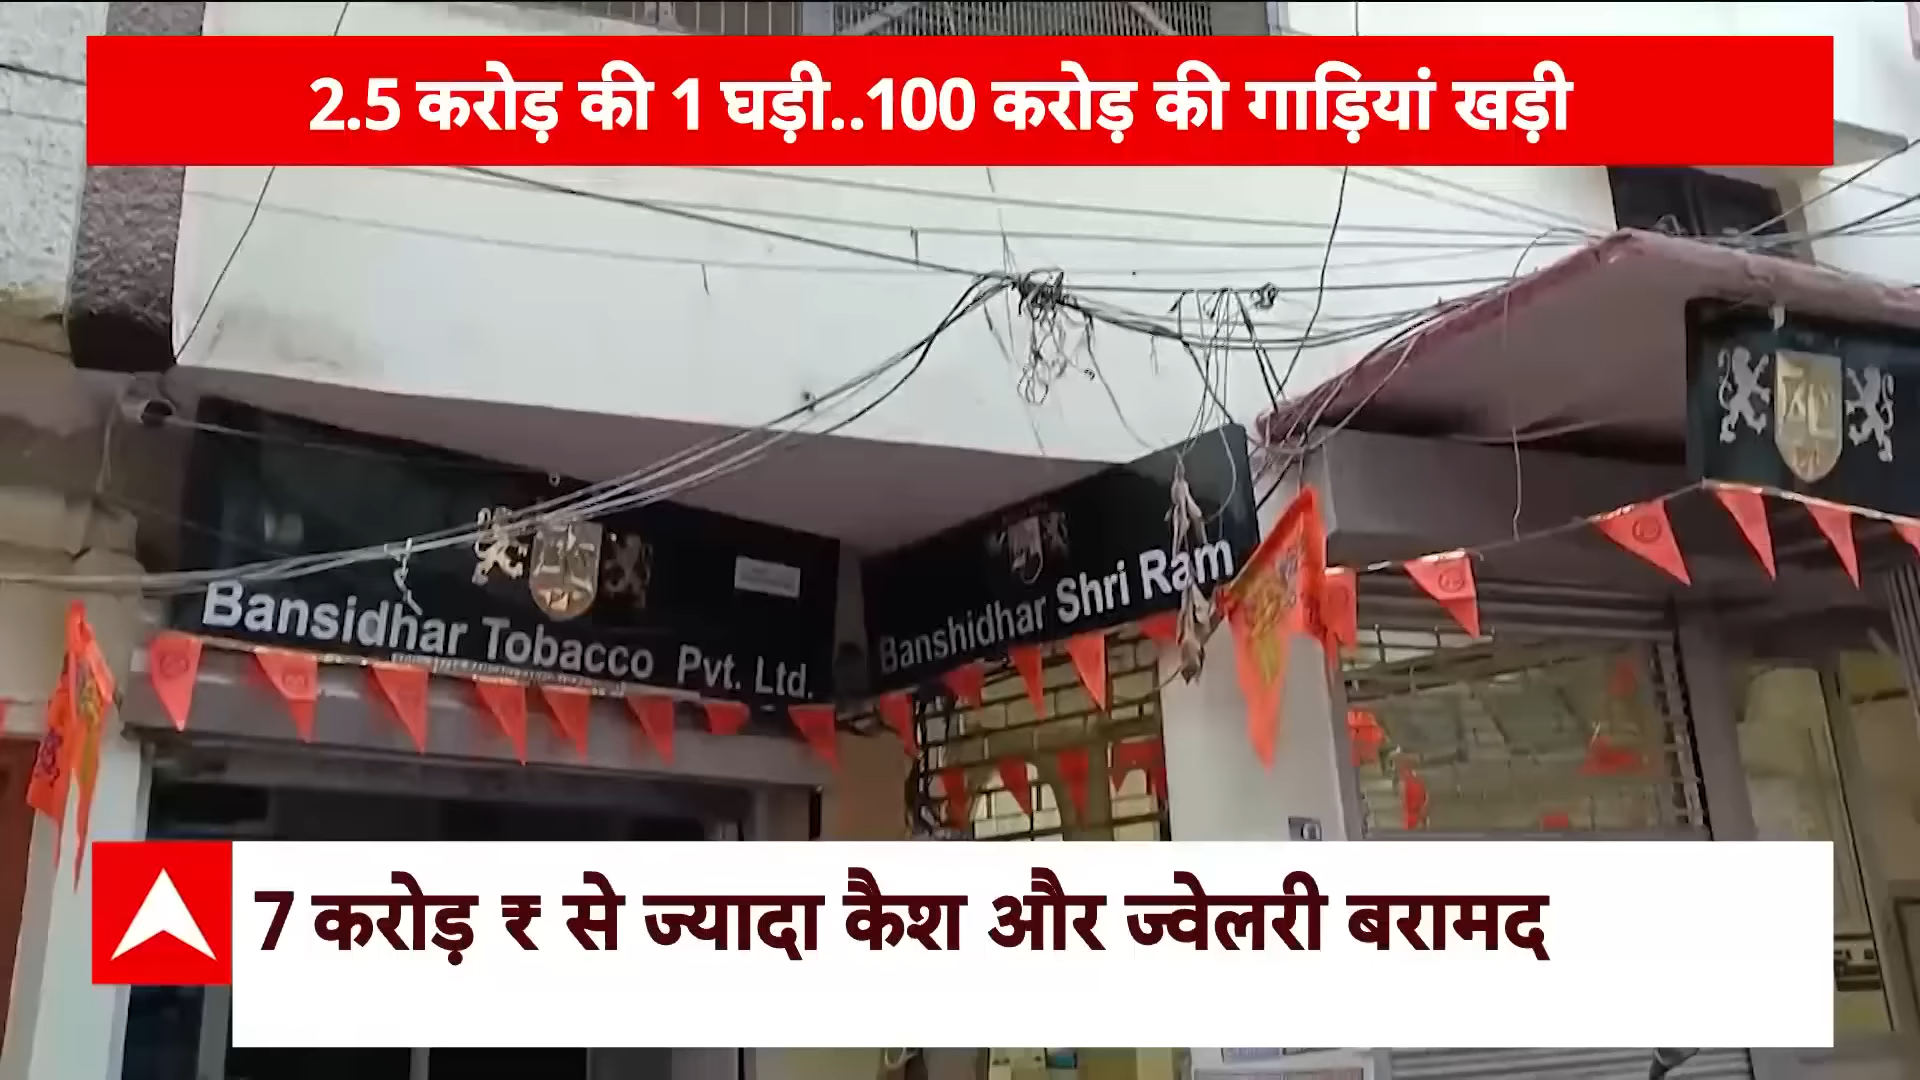 2.5 करोड़ की 1 घड़ी..100 करोड़ की गाड़ियां खड़ी
Bansidhar Tobacco Pvt. Ltd.
Banshidhar Shri Ram
7 करोड़ ₹ से ज्यादा कैश और ज्वेलरी बरामद